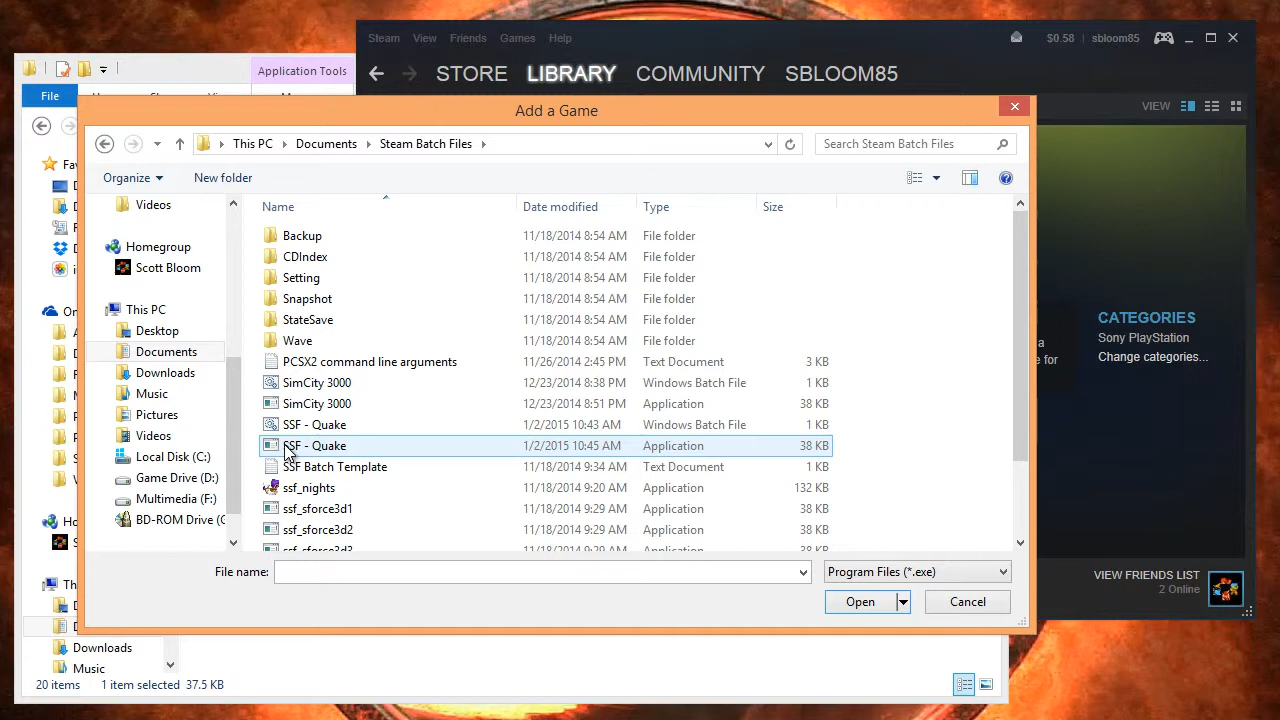 Steam View Friends Games Help $0.58 sbloom85
Application Tools
STORE LIBRARY COMMUNITY SBLOOM85
File
Add a Game
VIEW
This PC Documents Steam Batch Files
Search Steam Batch Files
Organize New folder
Name Date modified Type Size
Videos
Homegroup
Scott Bloom
This PC
Desktop
Documents
Downloads
Music
Pictures
Videos
Local Disk (C:)
Game Drive (D:)
Multimedia (F:)
BD-ROM Drive (G
Backup 11/18/2014 8:54 AM File folder
CDIndex 11/18/2014 8:54 AM File folder
Setting 11/18/2014 8:54 AM File folder
Snapshot 11/18/2014 8:54 AM File folder
StateSave 11/18/2014 8:54 AM File folder
Wave 11/18/2014 8:54 AM File folder
PCSX2 command line arguments 11/26/2014 2:45 PM Text Document 3 KB
SimCity 3000 12/23/2014 8:38 PM Windows Batch File 1 KB
SimCity 3000 12/23/2014 8:51 PM Application 38 KB
SSF - Quake 1/2/2015 10:43 AM Windows Batch File 1 KB
SSF - Quake 1/2/2015 10:45 AM Application 38 KB
SSF Batch Template 11/18/2014 9:34 AM Text Document 1 KB
ssf_nights 11/18/2014 9:20 AM Application 132 KB
ssf_sforce3d1 11/18/2014 9:29 AM Application 38 KB
ssf_sforce3d2 11/18/2014 9:29 AM Application 38 KB
ssf_sforce3d3 11/18/2014 9:29 AM Application 38 KB
File name: Program Files (*.exe)
Open Cancel
CATEGORIES
Sony PlayStation
Change categories...
VIEW FRIENDS LIST
2 Online
Downloads
Music
20 items 1 item selected 37.5 KB